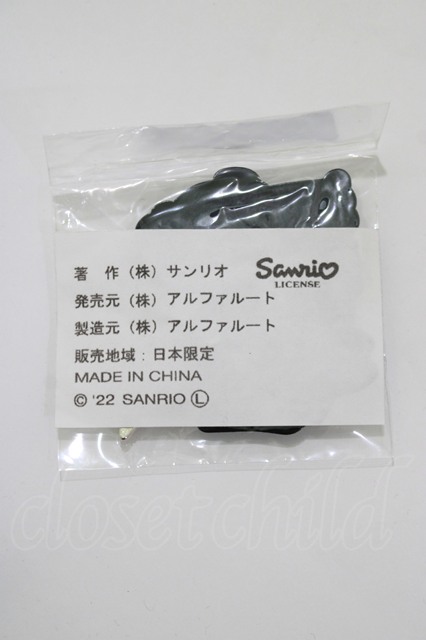 著 作（株）サンリオ Sanrio
LICENSE
発売元（株）アルファルート
製造元（株）アルファルート
販売地域：日本限定
MADE IN CHINA
© '22 SANRIO Ⓛ
closetchild